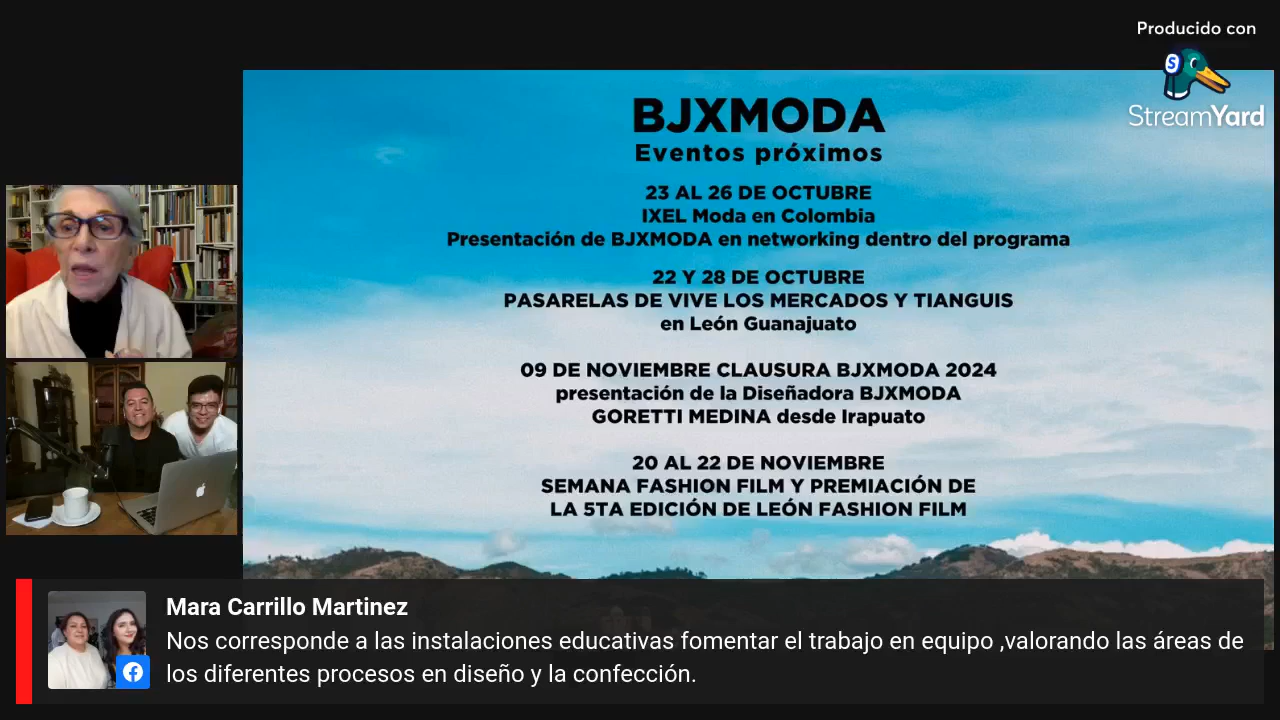 Producido con
StreamYard
BJXMODA
Eventos próximos
23 AL 26 DE OCTUBRE
IXEL Moda en Colombia
Presentación de BJXMODA en networking dentro del programa
22 Y 28 DE OCTUBRE
PASARELAS DE VIVE LOS MERCADOS Y TIANGUIS
en León Guanajuato
09 DE NOVIEMBRE CLAUSURA BJXMODA 2024
presentación de la Diseñadora BJXMODA
GORETTI MEDINA desde Irapuato
20 AL 22 DE NOVIEMBRE
SEMANA FASHION FILM Y PREMIACIÓN DE
LA 5TA EDICIÓN DE LEÓN FASHION FILM
Mara Carrillo Martinez
Nos corresponde a las instalaciones educativas fomentar el trabajo en equipo ,valorando las áreas de
los diferentes procesos en diseño y la confección.